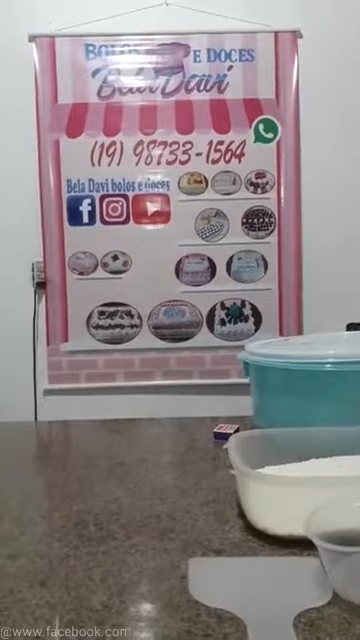 BOLOS E DOCES
Bela Davi
(19) 98733-1564
Bela Davi bolos e doces
@www.facebook.com